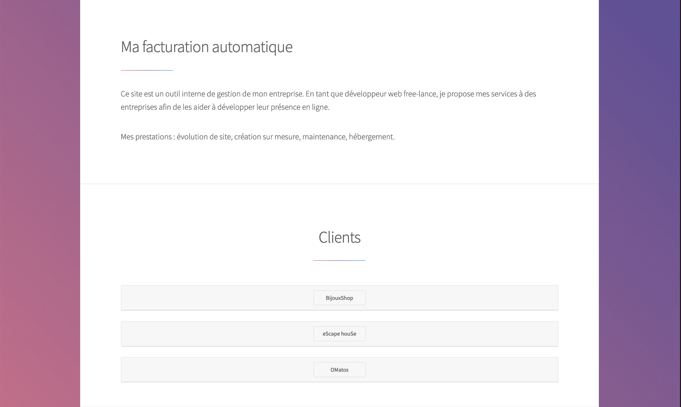 Ma facturation automatique
Ce site est un outil interne de gestion de mon entreprise. En tant que développeur web free-lance, je propose mes services à des
entreprises afin de les aider à développer leur présence en ligne.
Mes prestations : évolution de site, création sur mesure, maintenance, hébergement.
Clients
BijouxShop
eScape houSe
OMatos